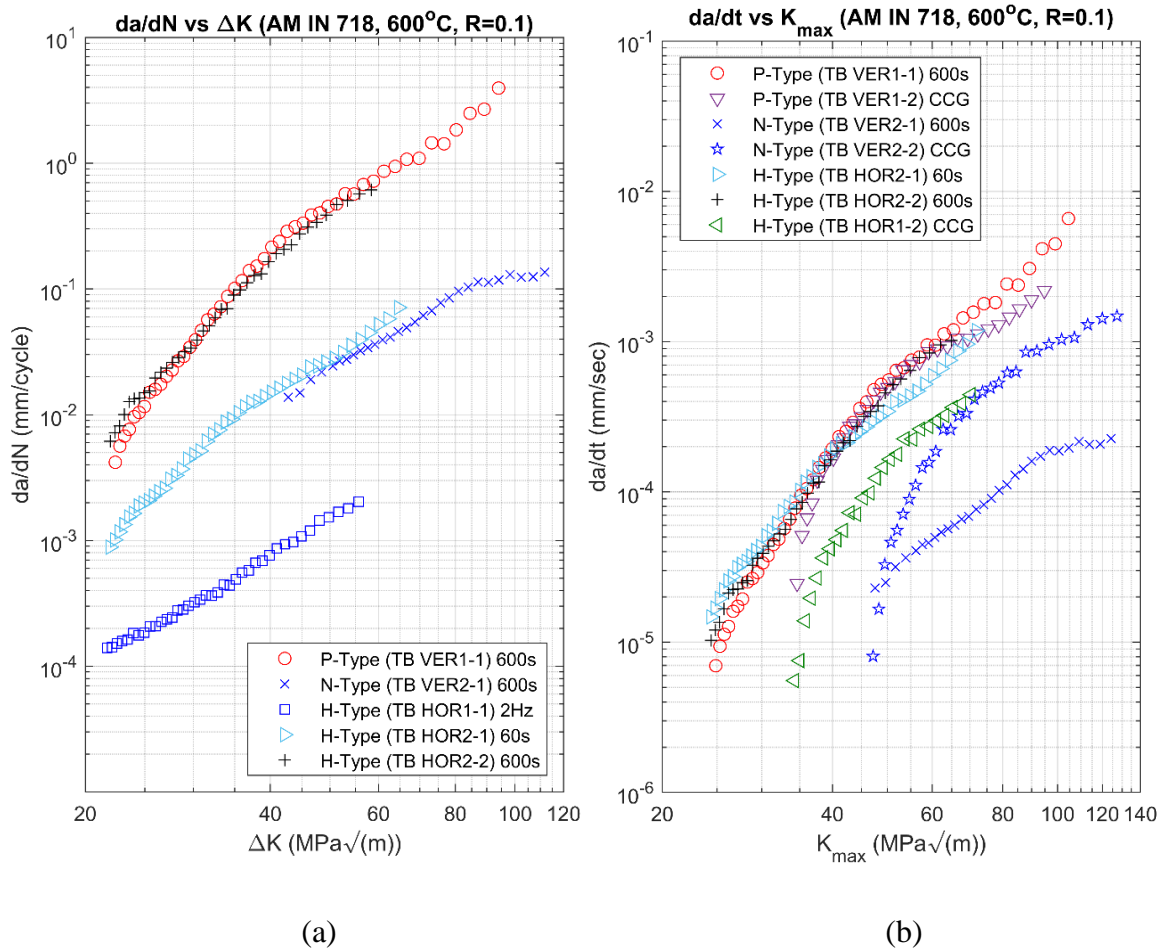 da/dN vs ΔK (AM IN 718, 600°C, R=0.1)
10^1
10^0
10^-1
10^-2
10^-3
10^-4
da/dN (mm/cycle)
P-Type (TB VER1-1) 600s
N-Type (TB VER2-1) 600s
H-Type (TB HOR1-1) 2Hz
H-Type (TB HOR2-1) 60s
H-Type (TB HOR2-2) 600s
20 40 60 80 100 120
ΔK (MPa√(m))
(a)
da/dt vs K_max (AM IN 718, 600°C, R=0.1)
10^-1
10^-2
10^-3
10^-4
10^-5
10^-6
da/dt (mm/sec)
P-Type (TB VER1-1) 600s
P-Type (TB VER1-2) CCG
N-Type (TB VER2-1) 600s
N-Type (TB VER2-2) CCG
H-Type (TB HOR2-1) 60s
H-Type (TB HOR2-2) 600s
H-Type (TB HOR1-2) CCG
20 40 60 80 100 120 140
K_max (MPa√(m))
(b)